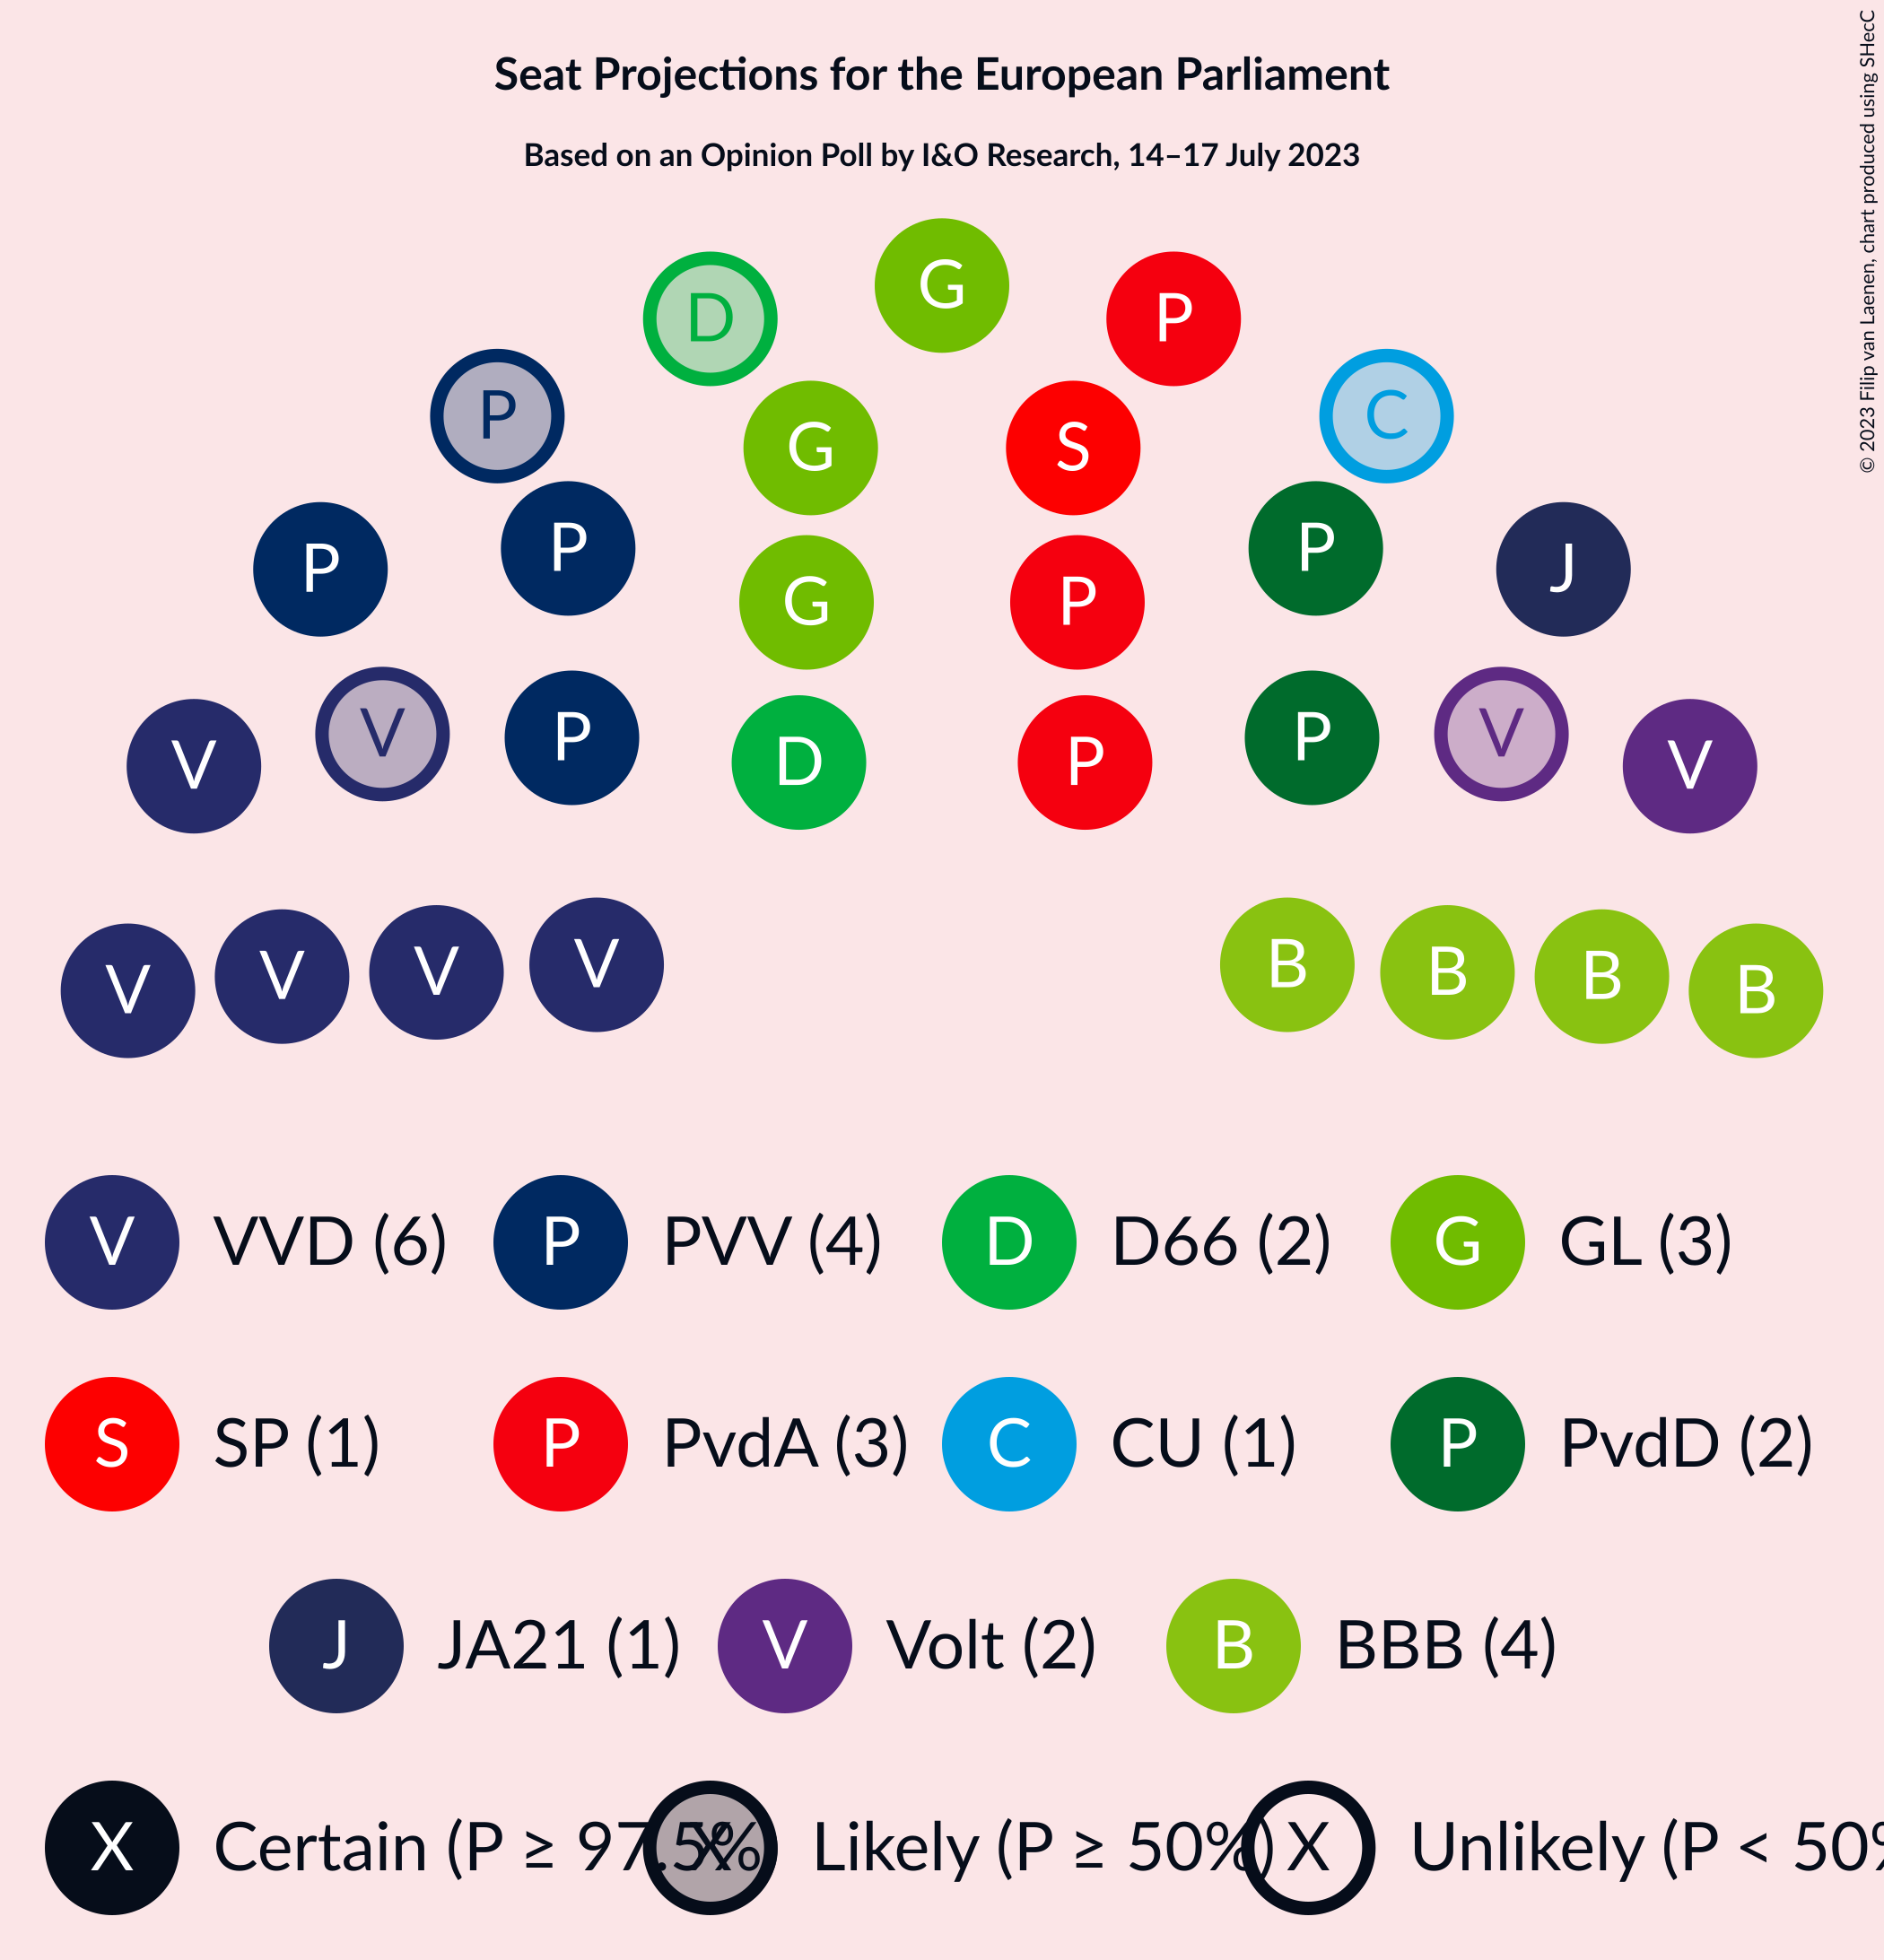 Seat Projections for the European Parliament
Based on an Opinion Poll by I&O Research, 14–17 July 2023
© 2023 Filip van Laenen, chart produced using SHecC
G
D P
P C
G S
P P P J
G P
V V P D P P V V
V V V V B B B B
V VVD (6) P PVV (4) D D66 (2) G GL (3)
S SP (1) P PvdA (3) C CU (1) P PvdD (2)
J JA21 (1) V Volt (2) B BBB (4)
X Certain (P ≥ 97.5% X Likely (P ≥ 50%) X Unlikely (P < 50%